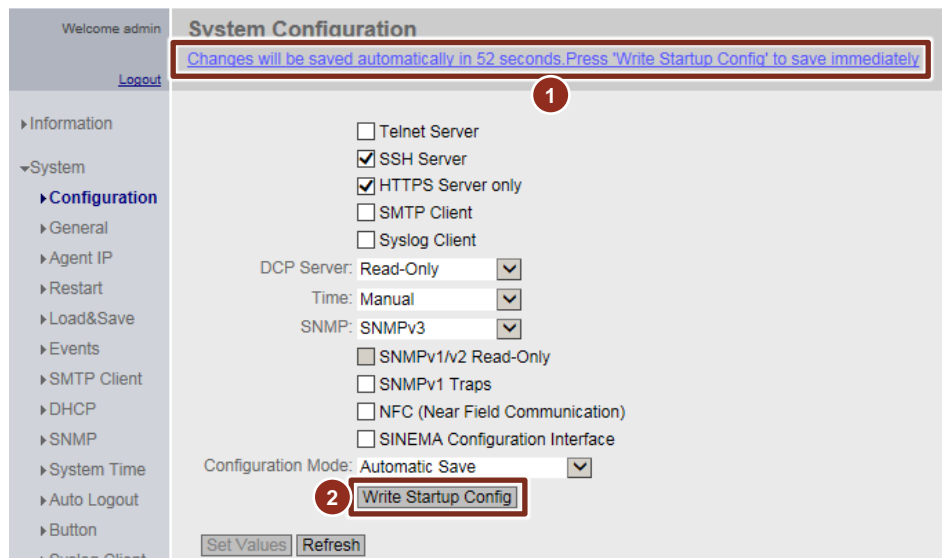 Welcome admin
Logout
System Configuration
Changes will be saved automatically in 52 seconds.Press 'Write Startup Config' to save immediately
1
Information
System
Configuration
General
Agent IP
Restart
Load&Save
Events
SMTP Client
DHCP
SNMP
System Time
Auto Logout
Button
Syslog Client
Telnet Server
SSH Server
HTTPS Server only
SMTP Client
Syslog Client
DCP Server: Read-Only
Time: Manual
SNMP: SNMPv3
SNMPv1/v2 Read-Only
SNMPv1 Traps
NFC (Near Field Communication)
SINEMA Configuration Interface
Configuration Mode: Automatic Save
2 Write Startup Config
Set Values Refresh